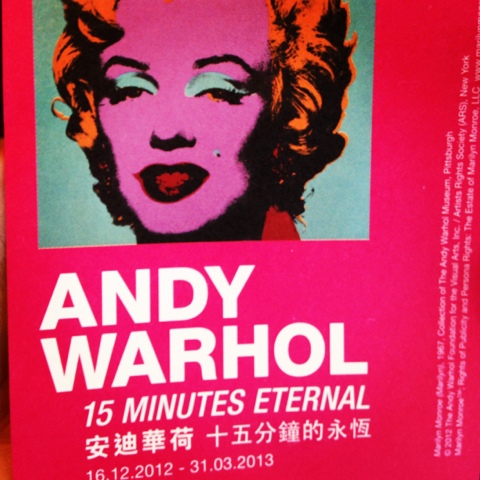 ANDY
WARHOL
15 MINUTES ETERNAL
安迪華荷 十五分鐘的永恆
16.12.2012 - 31.03.2013
Marilyn Monroe (Marilyn), 1967, Collection of The Andy Warhol Museum, Pittsburgh
© 2012 The Andy Warhol Foundation for the Visual Arts, Inc. / Artists Rights Society (ARS), New York
Marilyn Monroe™, Rights of Publicity and Persona Rights: The Estate of Marilyn Monroe, LLC